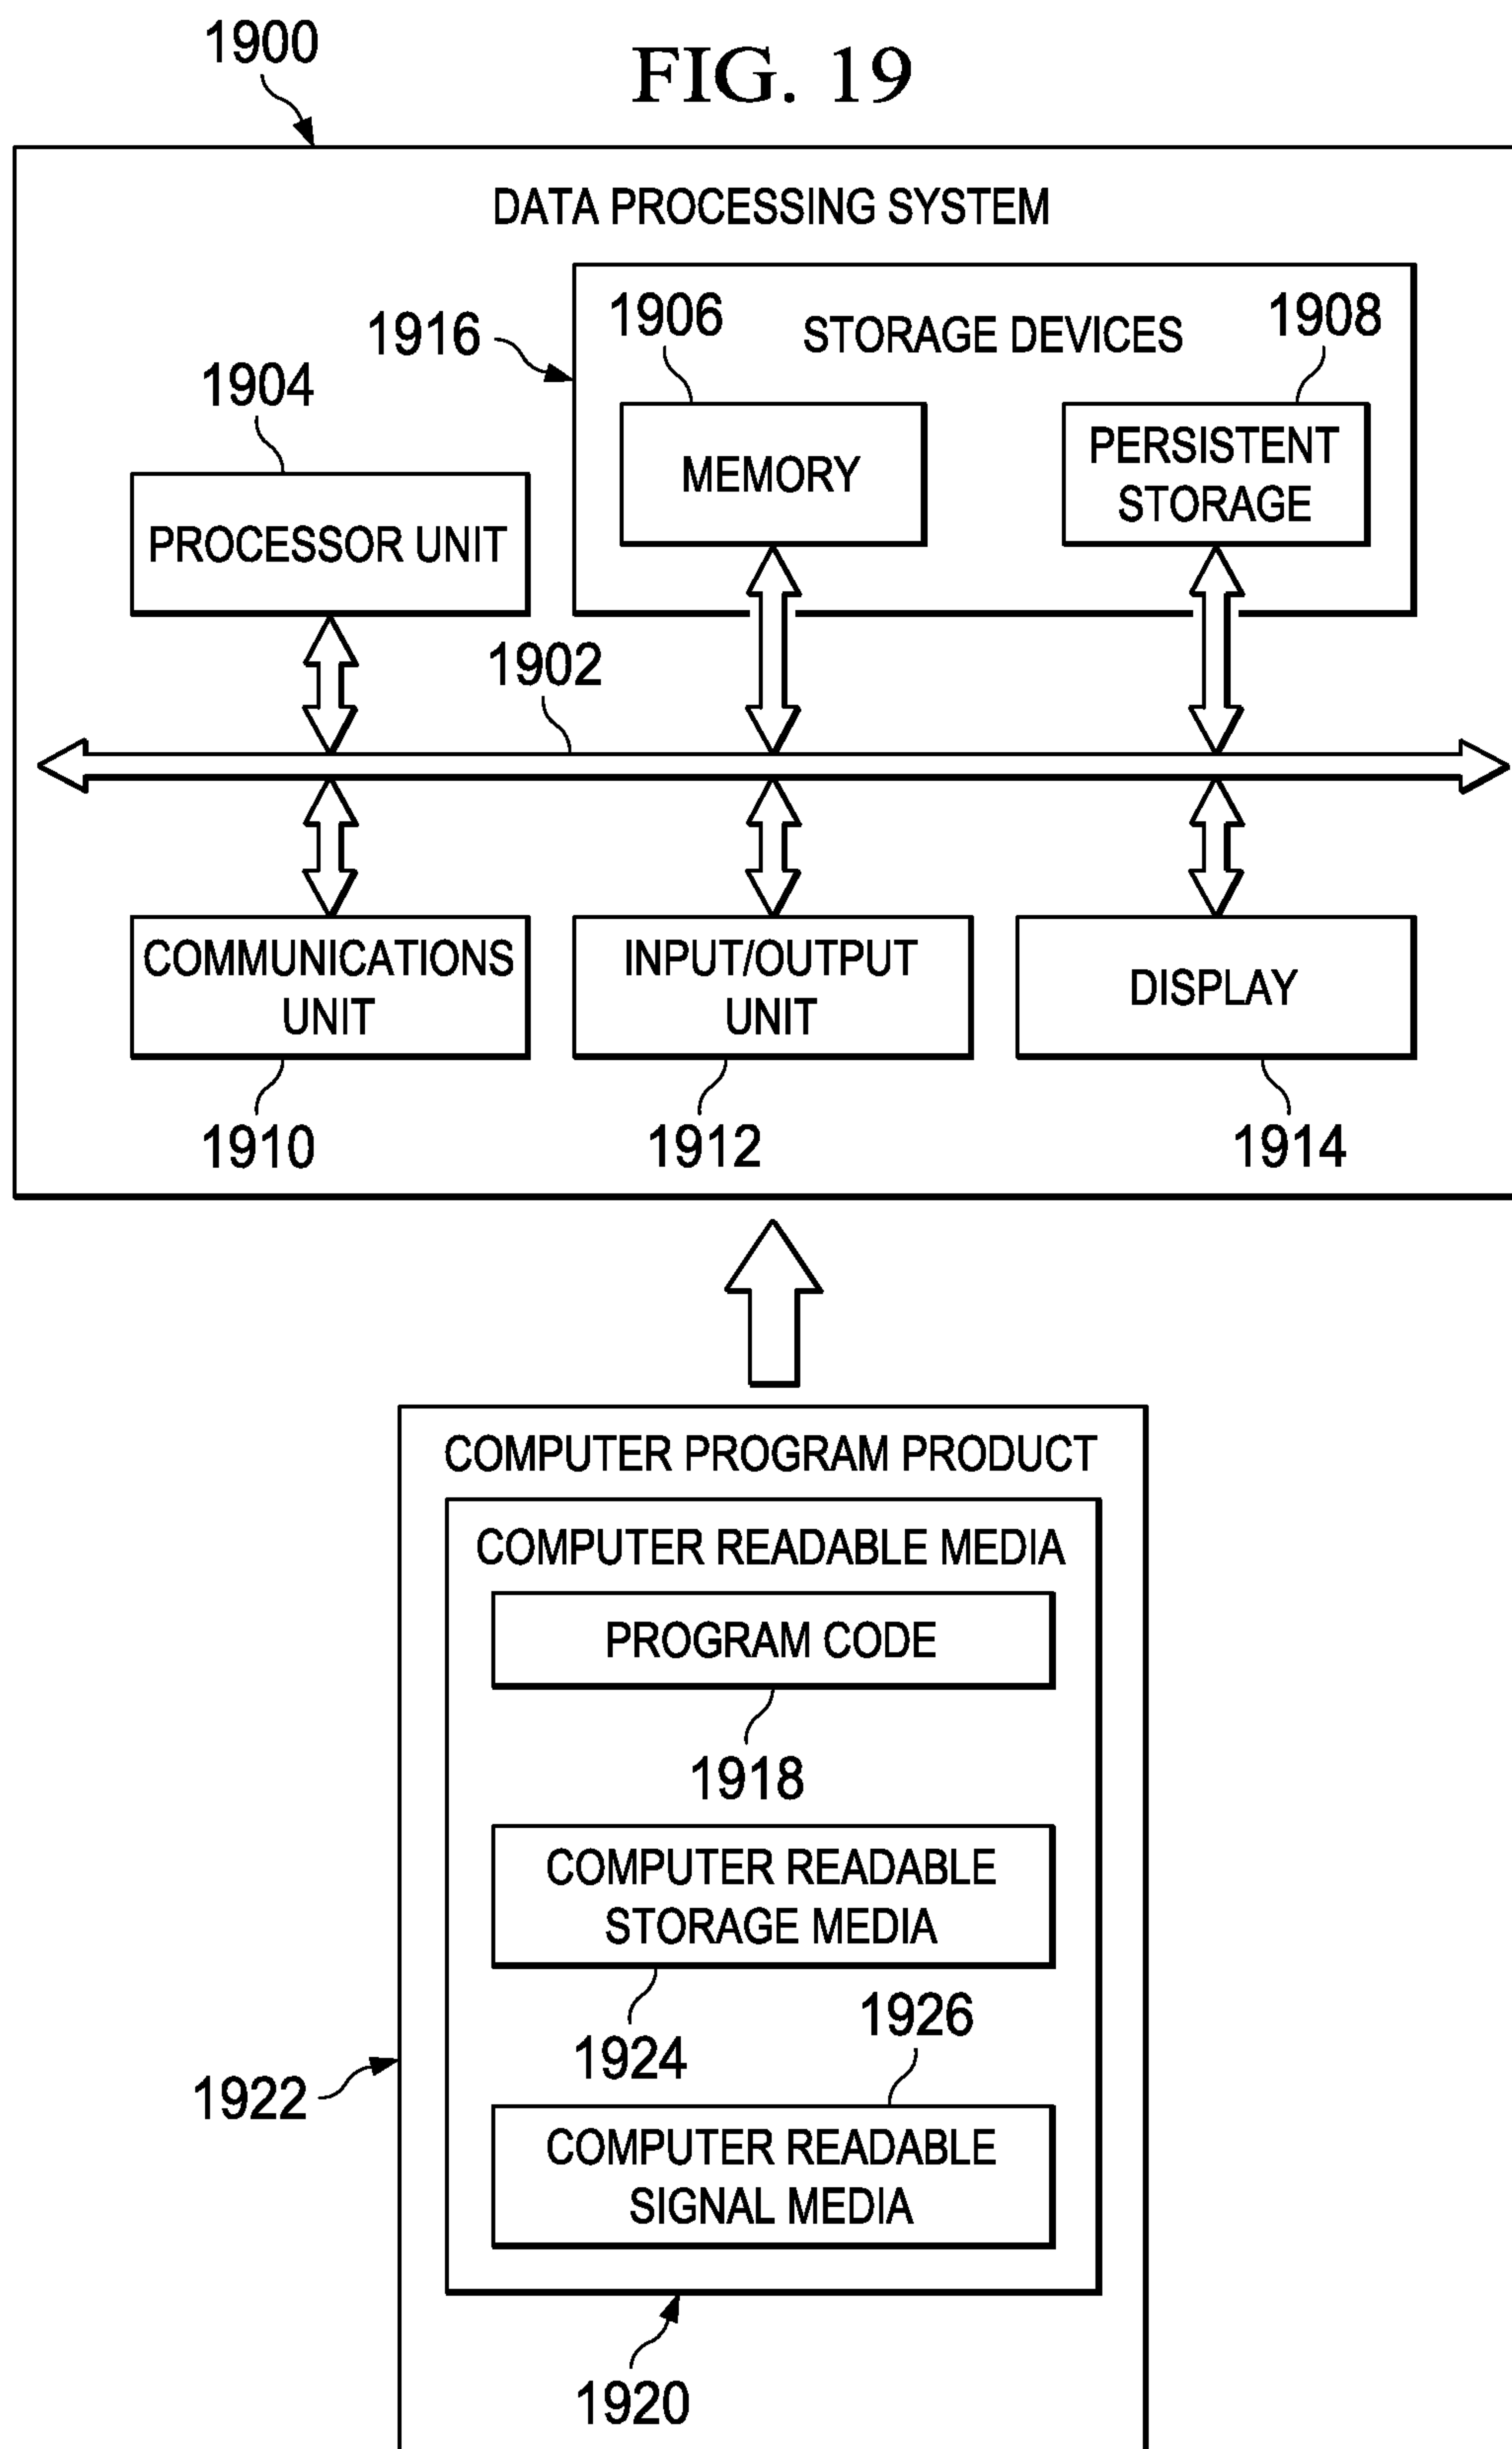 1900
FIG. 19
DATA PROCESSING SYSTEM
1916
1906
STORAGE DEVICES
1908
1904
MEMORY
PERSISTENT
STORAGE
PROCESSOR UNIT
1902
COMMUNICATIONS
UNIT
INPUT/OUTPUT
UNIT
DISPLAY
1910
1912
1914
COMPUTER PROGRAM PRODUCT
COMPUTER READABLE MEDIA
PROGRAM CODE
1918
COMPUTER READABLE
STORAGE MEDIA
1924
1926
1922
COMPUTER READABLE
SIGNAL MEDIA
1920